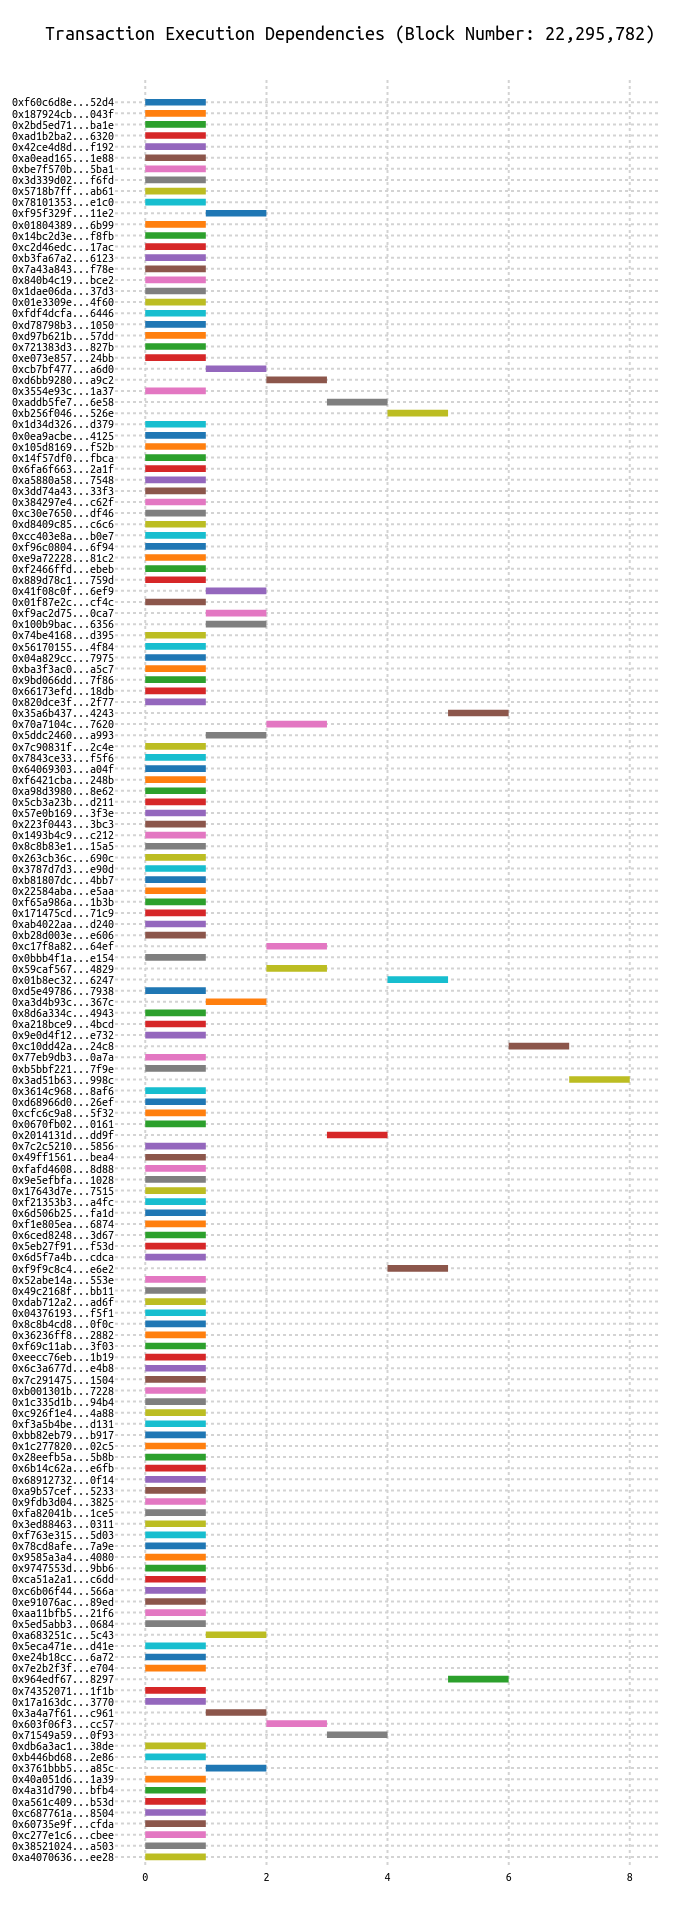 Transaction Execution Dependencies (Block Number: 22,295,782)
0xf60c6d8e...52d4
0x187924cb...043f
0x2bd5ed71...ba1e
0xad1b2ba2...6320
0x42ce4d8d...f192
0xa0ead165...1e88
0xbe7f570b...5ba1
0x3d339d02...f6fd
0x5718b7ff...ab61
0x78101353...e1c0
0xf95f329f...11e2
0x01804389...6b99
0x14bc2d3e...f8fb
0xc2d46edc...17ac
0xb3fa67a2...6123
0x7a43a843...f78e
0x840b4c19...bce2
0x1dae06da...37d3
0x01e3309e...4f60
0xfdf4dcfa...6446
0xd78798b3...1050
0xd97b621b...57dd
0x721383d3...827b
0xe073e857...24bb
0xcb7bf477...a6d0
0xd6bb9280...a9c2
0x3554e93c...1a37
0xaddb5fe7...6e58
0xb256f046...526e
0x1d34d326...d379
0x0ea9acbe...4125
0x105d8169...f52b
0x14f57df0...fbca
0x6fa6f663...2a1f
0xa5880a58...7548
0x3dd74a43...33f3
0x384297e4...c62f
0xc30e7650...df46
0xd8409c85...c6c6
0xcc403e8a...b0e7
0xf96c0804...6f94
0xe9a72228...81c2
0xf2466ffd...ebeb
0x889d78c1...759d
0x41f08c0f...6ef9
0x01f87e2c...cf4c
0xf9ac2d75...0ca7
0x100b9bac...6356
0x74be4168...d395
0x56170155...4f84
0x04a829cc...7975
0xba3f3ac0...a5c7
0x9bd066dd...7f86
0x66173efd...18db
0x820dce3f...2f77
0x35a6b437...4243
0x70a7104c...7620
0x5ddc2460...a993
0x7c90831f...2c4e
0x7843ce33...f5f6
0x64069303...a04f
0xf6421cba...248b
0xa98d3980...8e62
0x5cb3a23b...d211
0x57e0b169...3f3e
0x223f0443...3bc3
0x1493b4c9...c212
0x8c8b83e1...15a5
0x263cb36c...690c
0x3787d7d3...e90d
0xb81807dc...4bb7
0x22584aba...e5aa
0xf65a986a...1b3b
0x171475cd...71c9
0xab4022aa...d240
0xb28d003e...e606
0xc17f8a82...64ef
0x0bbb4f1a...e154
0x59caf567...4829
0x01b8ec32...6247
0xd5e49786...7938
0xa3d4b93c...367c
0x8d6a334c...4943
0xa218bce9...4bcd
0x9e0d4f12...e732
0xc10dd42a...24c8
0x77eb9db3...0a7a
0xb5bbf221...7f9e
0x3ad51b63...998c
0x3614c968...8af6
0xd68966d0...26ef
0xcfc6c9a8...5f32
0x0670fb02...0161
0x2014131d...dd9f
0x7c2c5210...5856
0x49ff1561...bea4
0xfafd4608...8d88
0x9e5efbfa...1028
0x17643d7e...7515
0xf21353b3...a4fc
0x6d506b25...fa1d
0xf1e805ea...6874
0x6ced8248...3d67
0x5eb27f91...f53d
0x6d5f7a4b...cdca
0xf9f9c8c4...e6e2
0x52abe14a...553e
0x49c2168f...bb11
0xdab712a2...ad6f
0x04376193...f5f1
0x8c8b4cd8...0f0c
0x36236ff8...2882
0xf69c11ab...3f03
0xeecc76eb...1b19
0x6c3a677d...e4b8
0x7c291475...1504
0xb001301b...7228
0x1c335d1b...94b4
0xc926f1e4...4a88
0xf3a5b4be...d131
0xbb82eb79...b917
0x1c277820...02c5
0x28eefb5a...5b8b
0x6b14c62a...e6fb
0x68912732...0f14
0xa9b57cef...5233
0x9fdb3d04...3825
0xfa82041b...1ce5
0x3ed88463...0311
0xf763e315...5d03
0x78cd8afe...7a9e
0x9585a3a4...4080
0x9747553d...9bb6
0xca51a2a1...c6dd
0xc6b06f44...566a
0xe91076ac...89ed
0xaa11bfb5...21f6
0x5ed5abb3...0684
0xa683251c...5c43
0x5eca471e...d41e
0xe24b18cc...6a72
0x7e2b2f3f...e704
0x964edf67...8297
0x74352071...1f1b
0x17a163dc...3770
0x3a4a7f61...c961
0x603f06f3...cc57
0x71549a59...0f93
0xdb6a3ac1...38de
0xb446bd68...2e86
0x3761bbb5...a85c
0x40a051d6...1a39
0x4a31d790...bfb4
0xa561c409...b53d
0xc687761a...8504
0x60735e9f...cfda
0xc277e1c6...cbee
0x38521024...a503
0xa4070636...ee28
0 2 4 6 8